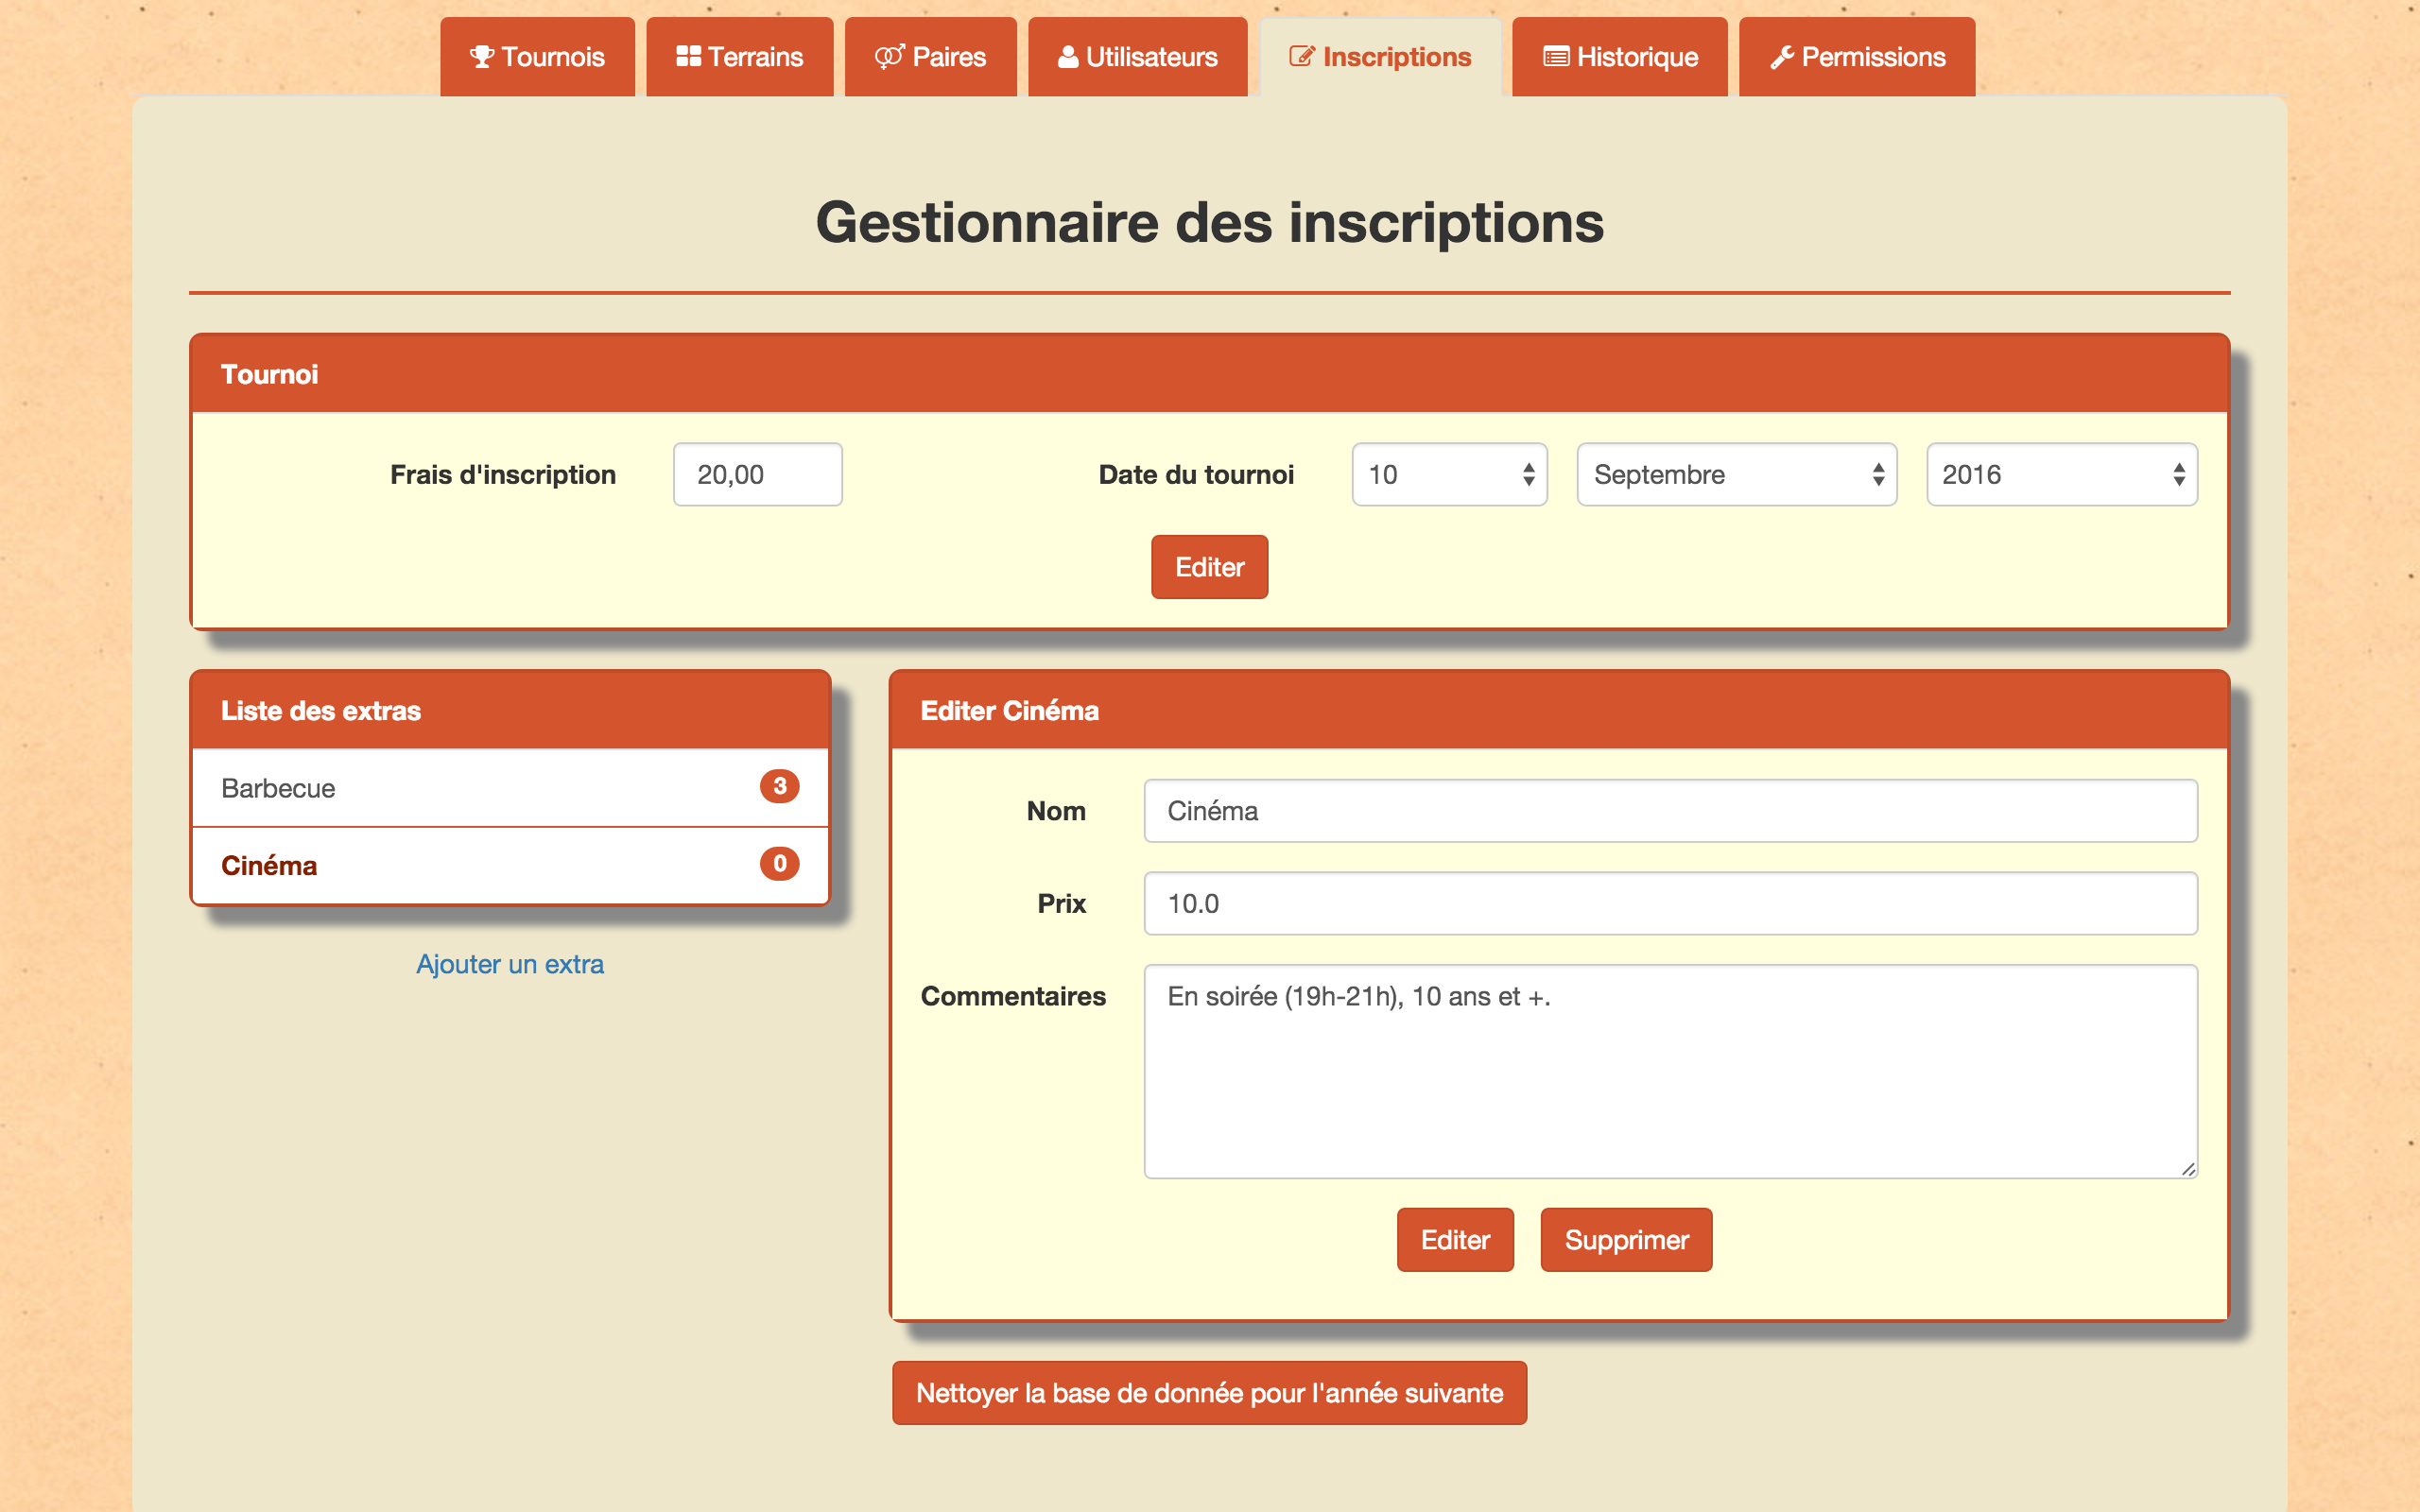 Tournois Terrains Paires Utilisateurs Inscriptions Historique Permissions
Gestionnaire des inscriptions
Tournoi
Frais d'inscription 20,00 Date du tournoi 10 Septembre 2016
Editer
Liste des extras
Barbecue 3
Cinéma 0
Ajouter un extra
Editer Cinéma
Nom Cinéma
Prix 10.0
Commentaires En soirée (19h-21h), 10 ans et +.
Editer Supprimer
Nettoyer la base de donnée pour l'année suivante